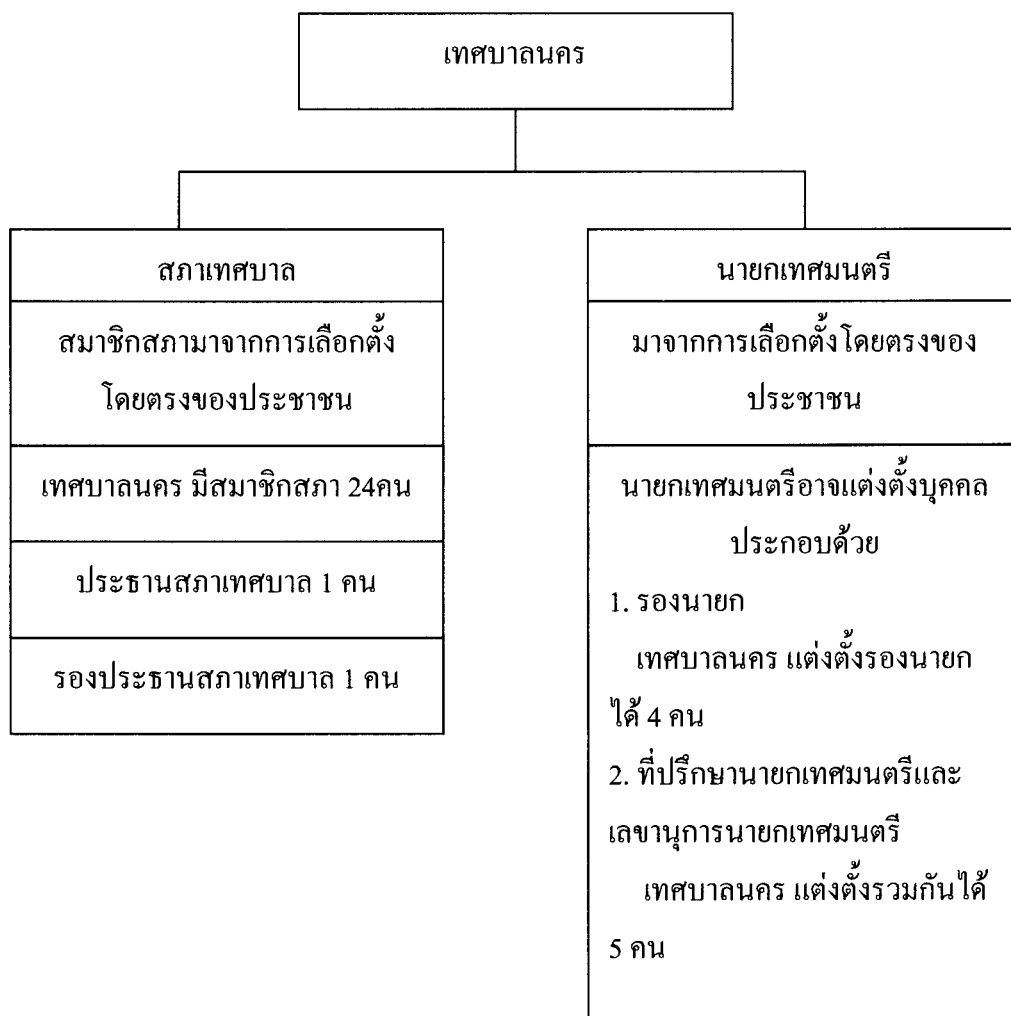 เทศบาลนคร
สภาเทศบาล
สมาชิกสภามาจากการเลือกตั้ง
โดยตรงของประชาชน
เทศบาลนคร มีสมาชิกสภา 24คน
ประธานสภาเทศบาล 1 คน
รองประธานสภาเทศบาล 1 คน
นายกเทศมนตรี
มาจากการเลือกตั้งโดยตรงของ
ประชาชน
นายกเทศมนตรีอาจแต่งตั้งบุคคล
ประกอบด้วย
1. รองนายก
เทศบาลนคร แต่งตั้งรองนายก
ได้ 4 คน
2. ที่ปรึกษานายกเทศมนตรีและ
เลขานุการนายกเทศมนตรี
เทศบาลนคร แต่งตั้งรวมกันได้
5 คน